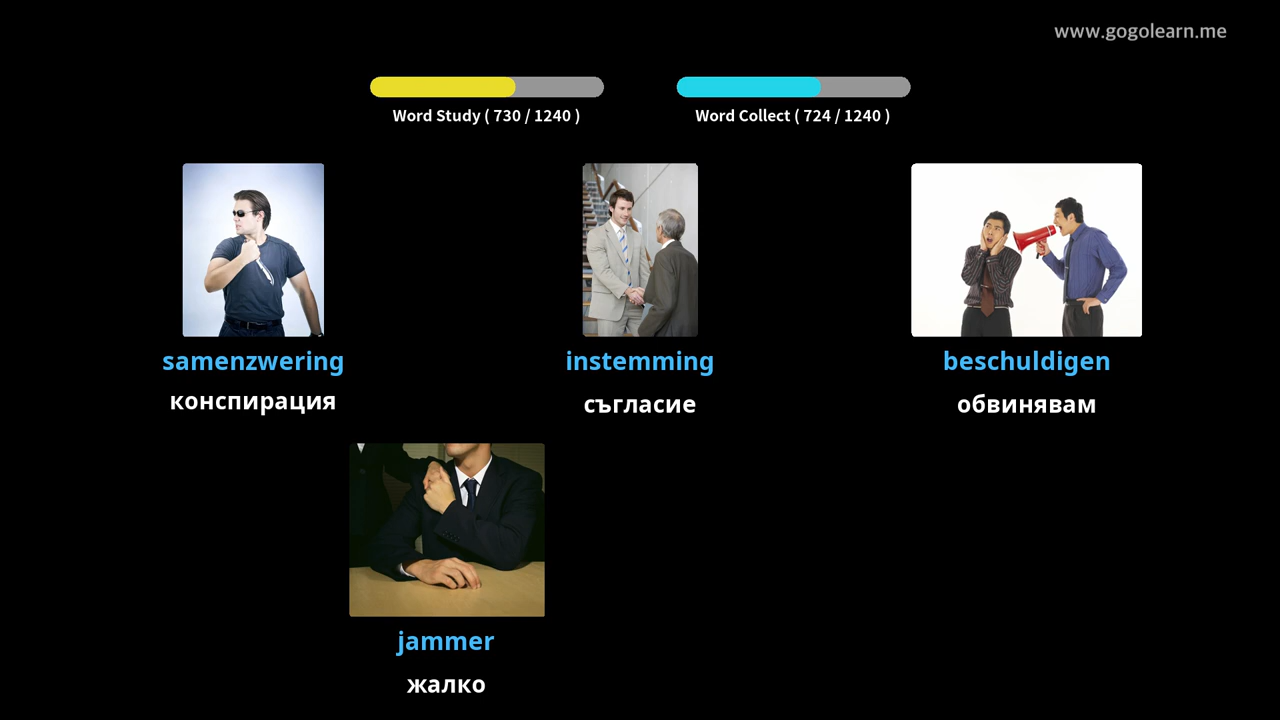 www.gogolearn.me
Word Study ( 730 / 1240 )
Word Collect ( 724 / 1240 )
samenzwering
конспирация
instemming
съгласие
beschuldigen
обвинявам
jammer
жалко